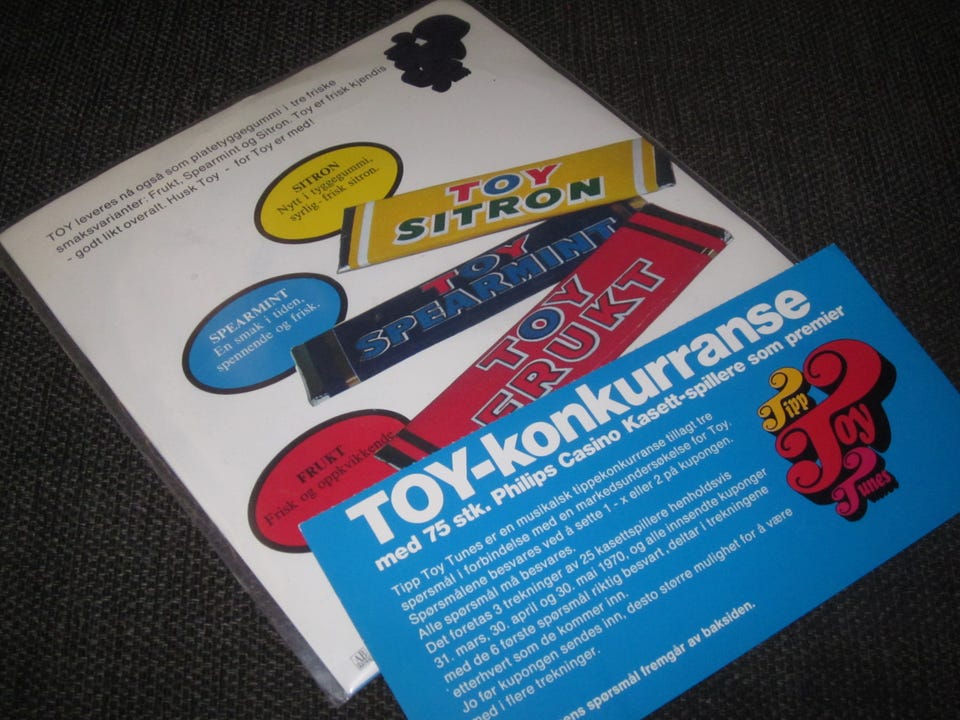 TOY leveres nå også som platetyggegummi i tre friske
smaksvarianter: Frukt, Spearmint og Sitron. Toy er frisk kjendis
- godt likt overalt. Husk Toy - for Toy er med!
SITRON
Nytt i tyggegummi,
syrlig-frisk sitron.
TOY
SITRON
SPEARMINT
En smak i tiden,
spennende og frisk.
TOY
SPEARMINT
TOY
FRUKT
FRUKT
Frisk og oppkvikkende
TOY-konkurranse
med 75 stk. Philips Casino Kasett-spillere som premier
Tipp Toy Tunes er en musikalsk tippekonkurranse tillagt tre
spørsmål i forbindelse med en markedsundersøkelse for Toy.
Spørsmålene besvares ved å sette 1 - x eller 2 på kupongen.
Alle spørsmål må besvares.
Det foretas 3 trekninger av 25 kasettspillere henholdsvis
31. mars, 30. april og 30. mai 1970, og alle innsendte kuponger
med de 6 første spørsmål riktig besvart, deltar i trekningene
etterhvert som de kommer inn.
Jo før kupongen sendes inn, desto større mulighet for å være
med i flere trekninger.
spørsmål fremgår av baksiden.
Tipp
Toy
Tunes